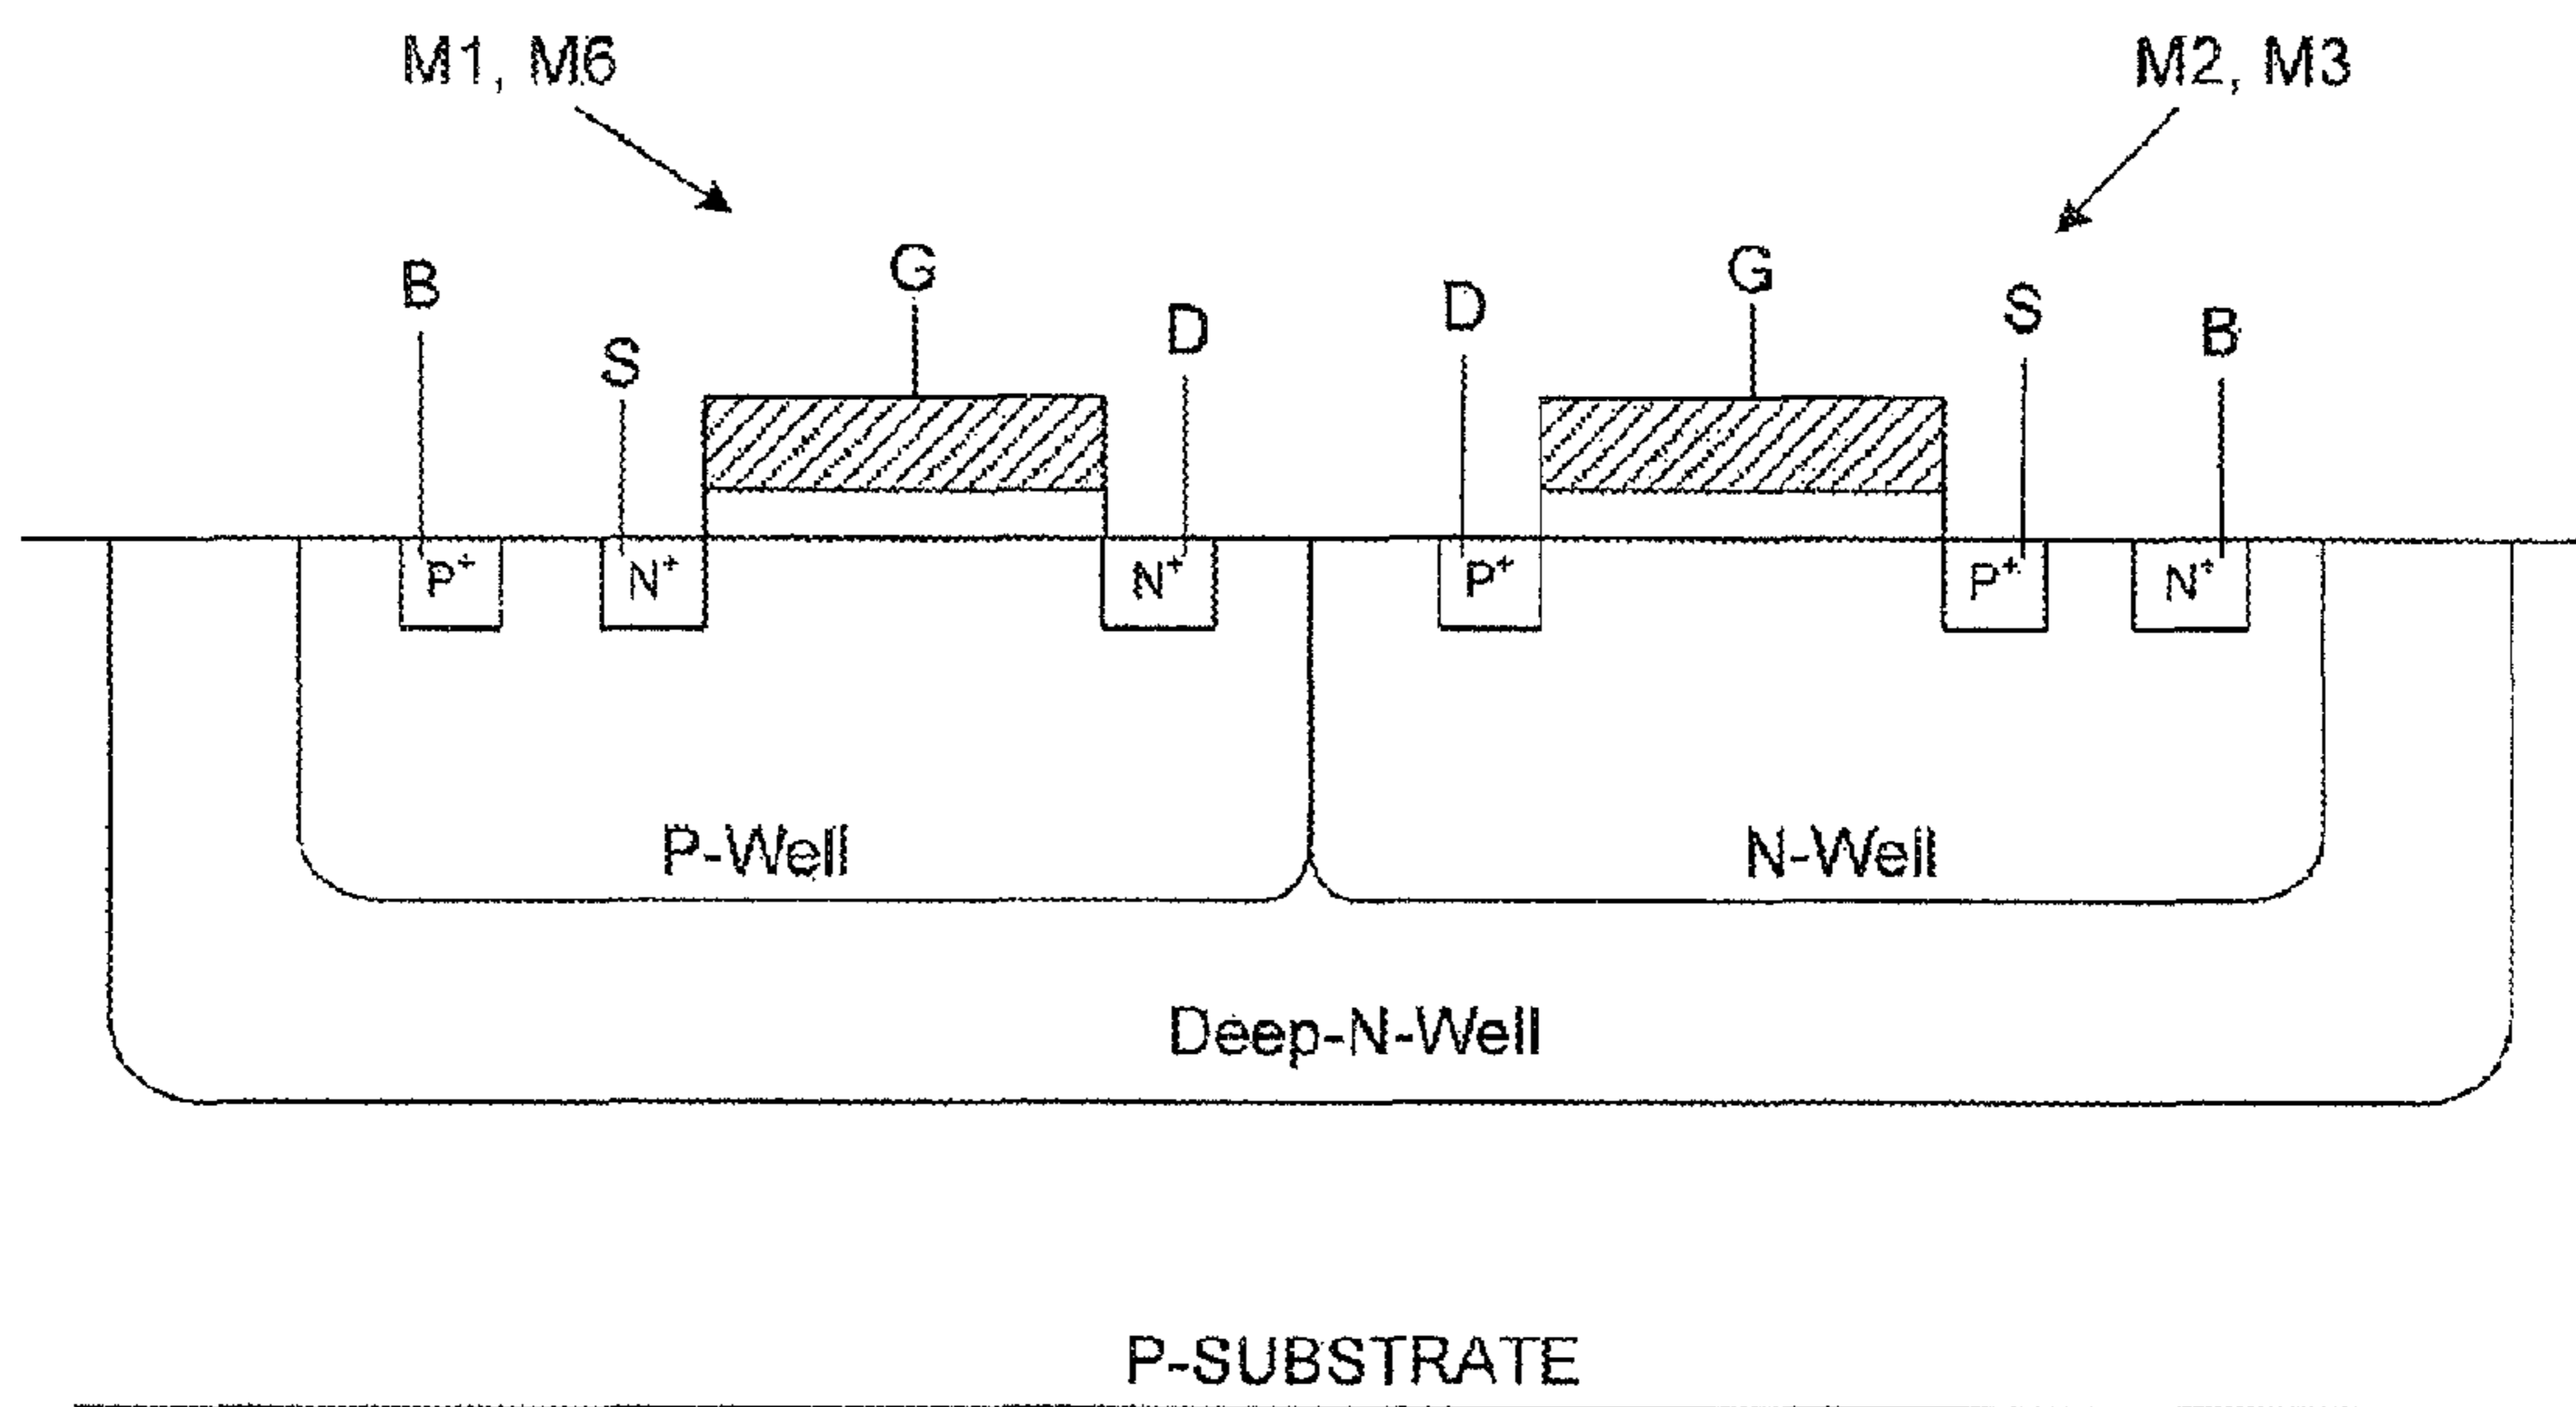 M1, M6
M2, M3
B
S
G
D
D
G
S
B
P+
N+
N+
P+
P+
N+
P-Well
N-Well
Deep-N-Well
P-SUBSTRATE